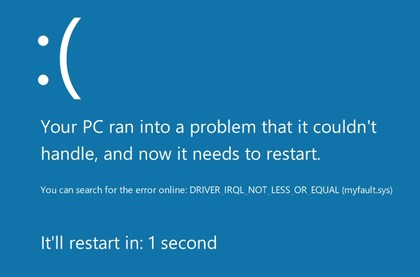 :(
Your PC ran into a problem that it couldn't
handle, and now it needs to restart.
You can search for the error online: DRIVER_IRQL_NOT_LESS_OR_EQUAL (myfault.sys)
It'll restart in: 1 second